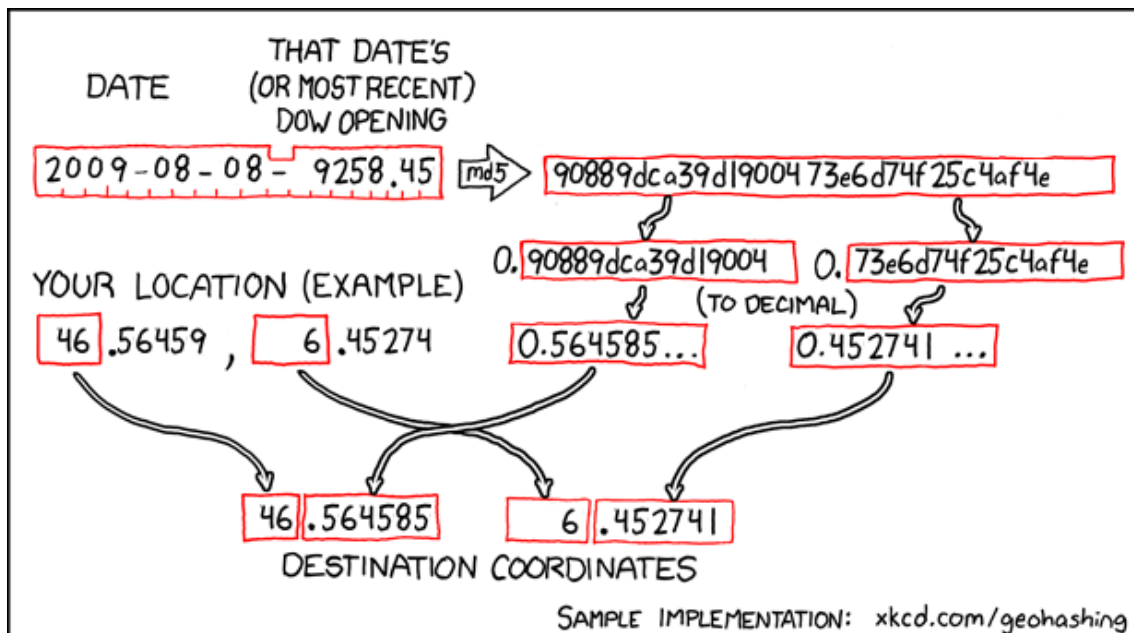 DATE
THAT DATE'S
(OR MOST RECENT)
DOW OPENING
2009-08-08- 9258.45
md5
90889dca39d1900473e6d74f25c4af4e
0. 90889dca39d19004
0. 73e6d74f25c4af4e
YOUR LOCATION (EXAMPLE)
(TO DECIMAL)
46 .56459 , 6 .45274
0.564585...
0.452741 ...
46 .564585
6 .452741
DESTINATION COORDINATES
SAMPLE IMPLEMENTATION: xkcd.com/geohashing